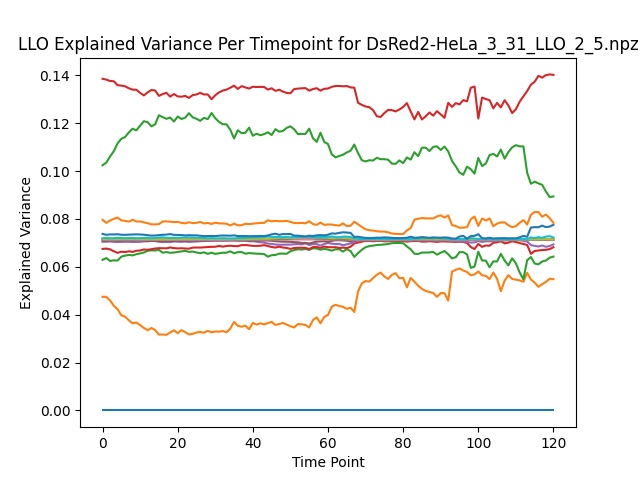 LLO Explained Variance Per Timepoint for DsRed2-HeLa_3_31_LLO_2_5.npz
0.14
0.12
0.10
0.08
0.06
0.04
0.02
0.00
Explained Variance
0 20 40 60 80 100 120
Time Point